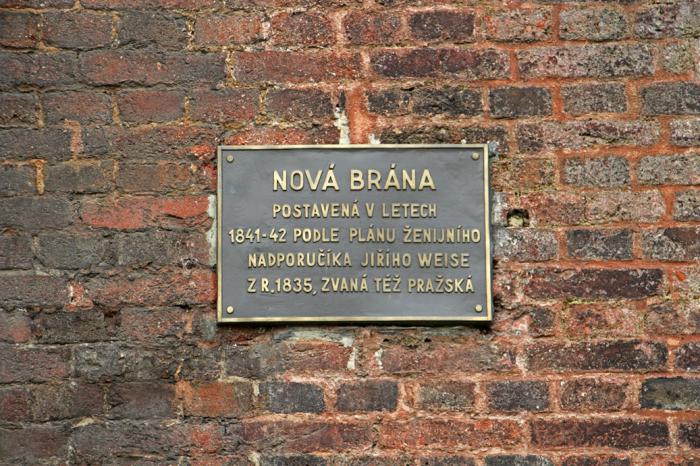 NOVÁ BRÁNA
POSTAVENÁ V LETECH
1841-42 PODLE PLÁNU ŽENIJNÍHO
NADPORUČÍKA JIŘÍHO WEISE
Z R.1835, ZVANÁ TÉŽ PRAŽSKÁ